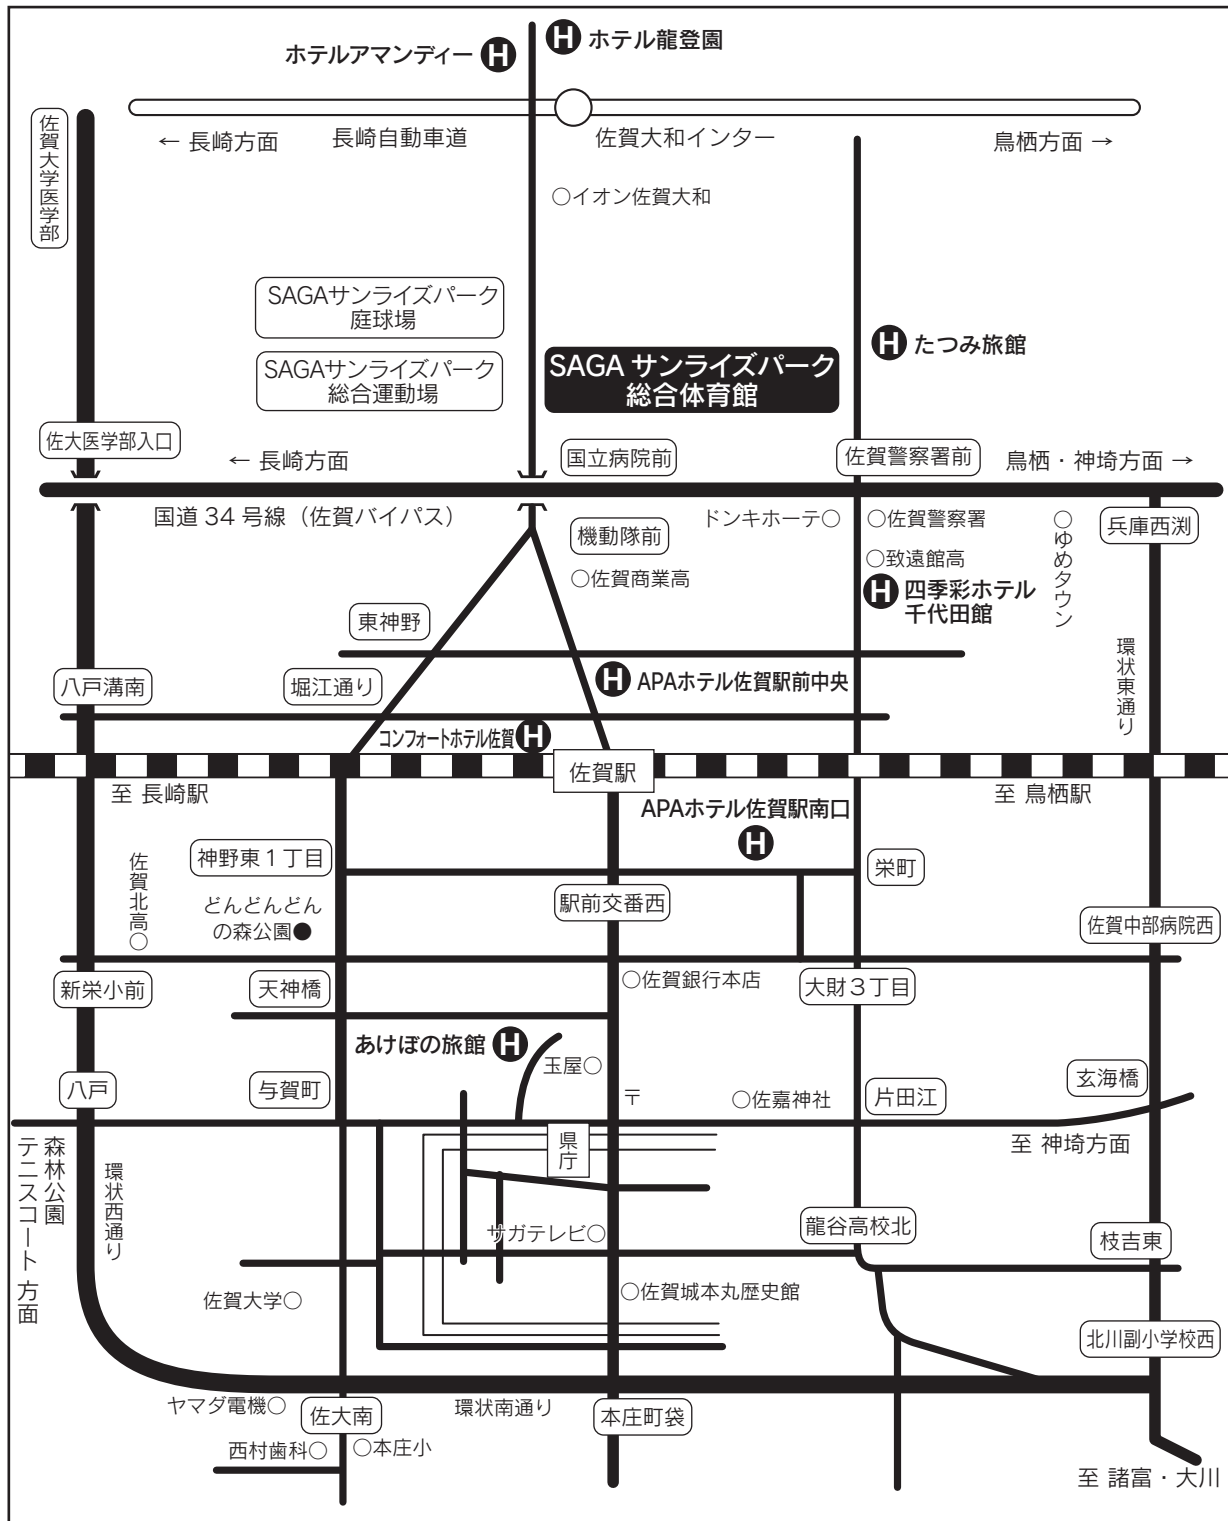 ホテルアマンディー H
H ホテル龍登園
佐賀大学医学部
← 長崎方面
長崎自動車道
佐賀大和インター
鳥栖方面 →
○イオン佐賀大和
SAGAサンライズパーク
庭球場
SAGAサンライズパーク
総合運動場
SAGA サンライズパーク
総合体育館
H たつみ旅館
佐大医学部入口
← 長崎方面
国立病院前
佐賀警察署前
鳥栖・神埼方面 →
国道 34 号線（佐賀バイパス）
機動隊前
ドンキホーテ○
○佐賀警察署
○ゆめタウン
兵庫西渕
○佐賀商業高
○致遠館高
H 四季彩ホテル
千代田館
東神野
環状東通り
八戸溝南
堀江通り
H APAホテル佐賀駅前中央
コンフォートホテル佐賀 H
佐賀駅
至 長崎駅
至 鳥栖駅
APAホテル佐賀駅南口
H
神野東１丁目
栄町
佐賀北高○
どんどんどん
の森公園●
駅前交番西
佐賀中部病院西
新栄小前
天神橋
○佐賀銀行本店
大財３丁目
あけぼの旅館 H
玉屋○
八戸
与賀町
〒
○佐嘉神社
片田江
玄海橋
県庁
至 神埼方面
森林公園
テニスコート 方面
環状西通り
サガテレビ○
龍谷高校北
枝吉東
佐賀大学○
○佐賀城本丸歴史館
北川副小学校西
ヤマダ電機○
佐大南
環状南通り
本庄町袋
西村歯科○
○本庄小
至 諸富・大川